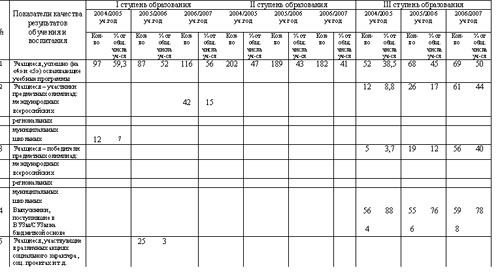 № Показатели качества результатов обучения и воспитания
I ступень образования II ступень образования III ступень образования
2004/2005 уч.год 2005/2006 уч.год 2006/2007 уч.год 2004/2005 уч.год 2005/2006 уч.год 2006/2007 уч.год 2004/2005 уч.год 2005/2006 уч.год 2006/2007 уч.год
Кол-во % от общ. числа уч-ся Кол-во % от общ. числа уч-ся Кол-во % от общ. числа уч-ся Кол-во % от общ. числа уч-ся Кол-во % от общ. числа уч-ся Кол-во % от общ. числа уч-ся Кол-во % от общ. числа уч-ся Кол-во % от общ. числа уч-ся Кол-во % от общ. числа уч-ся
1 Учащиеся, успешно (на «4» и «5») осваивающие учебные программы 97 59,3 87 52 116 56 202 47 189 43 182 41 52 38,5 68 45 69 50
2 Учащиеся – участники предметных олимпиад: 12 8,8 26 17 61 44
международных 42 15
всероссийских
региональных
муниципальных
школьных 12 7
3 Учащиеся – победители предметных олимпиад: 5 3,7 19 12 56 40
международных
всероссийских
региональных
муниципальных
школьных
4 Выпускники, поступившие в ВУЗы/СУЗы на бюджетной основе 56 88 55 76 59 78
4 6 8
5 Учащиеся, участвующие в различных акциях социального характера, соц. проектах и т.д. 25 3